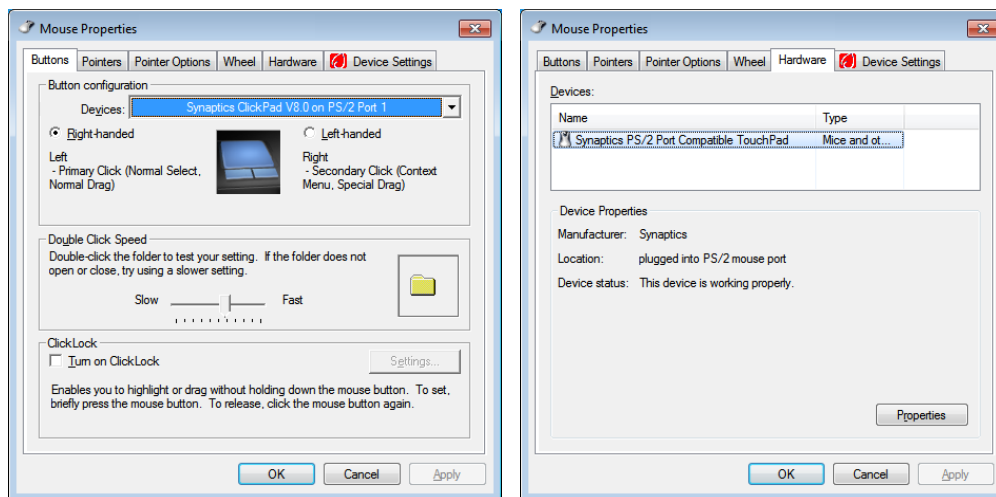 Mouse Properties
Buttons Pointers Pointer Options Wheel Hardware Device Settings
Button configuration
Devices: Synaptics ClickPad V8.0 on PS/2 Port 1
Right-handed
Left-handed
Left
- Primary Click (Normal Select,
Normal Drag)
Right
- Secondary Click (Context
Menu, Special Drag)
Double Click Speed
Double-click the folder to test your setting. If the folder does not
open or close, try using a slower setting.
Slow Fast
ClickLock
Turn on ClickLock
Settings...
Enables you to highlight or drag without holding down the mouse button. To set,
briefly press the mouse button. To release, click the mouse button again.
OK Cancel Apply
Mouse Properties
Buttons Pointers Pointer Options Wheel Hardware Device Settings
Devices:
Name Type
Synaptics PS/2 Port Compatible TouchPad Mice and ot...
Device Properties
Manufacturer: Synaptics
Location: plugged into PS/2 mouse port
Device status: This device is working properly.
Properties
OK Cancel Apply